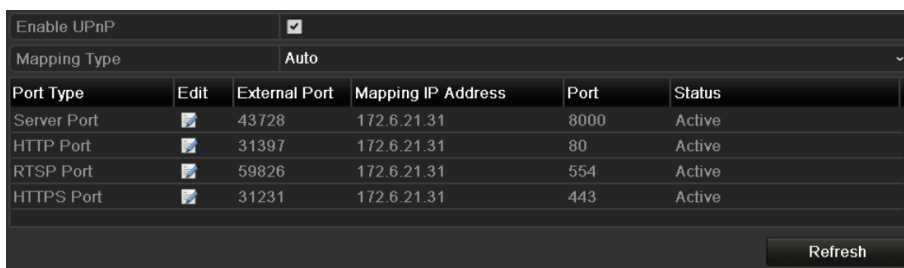 Enable UPnP
Mapping Type Auto
Port Type Edit External Port Mapping IP Address Port Status
Server Port 43728 172.6.21.31 8000 Active
HTTP Port 31397 172.6.21.31 80 Active
RTSP Port 59826 172.6.21.31 554 Active
HTTPS Port 31231 172.6.21.31 443 Active
Refresh